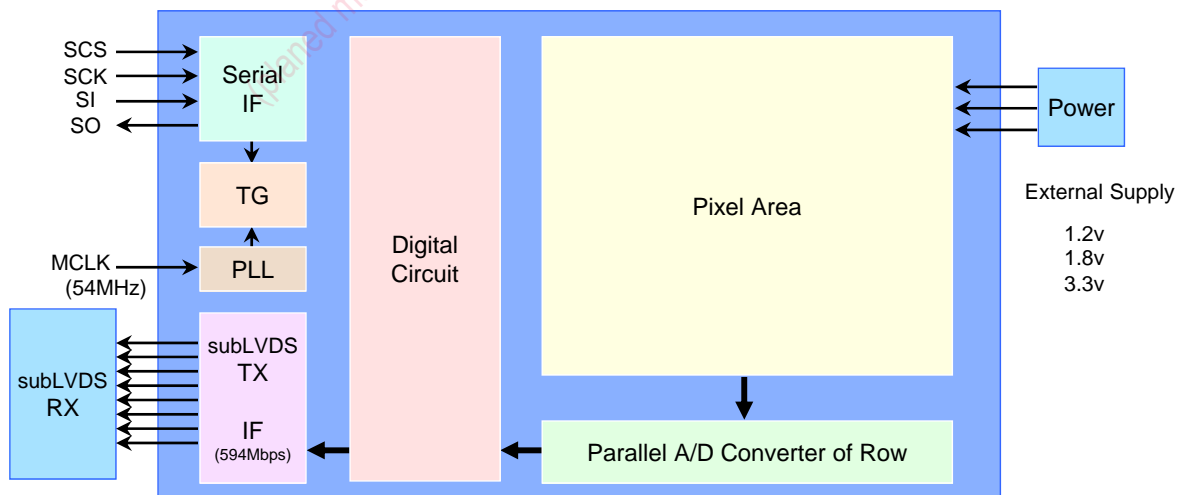 SCS
SCK
SI
SO
Serial
IF
TG
PLL
MCLK
(54MHz)
subLVDS
RX
subLVDS
TX
IF
(594Mbps)
Digital
Circuit
Pixel Area
Parallel A/D Converter of Row
Power
External Supply
1.2v
1.8v
3.3v
(planed